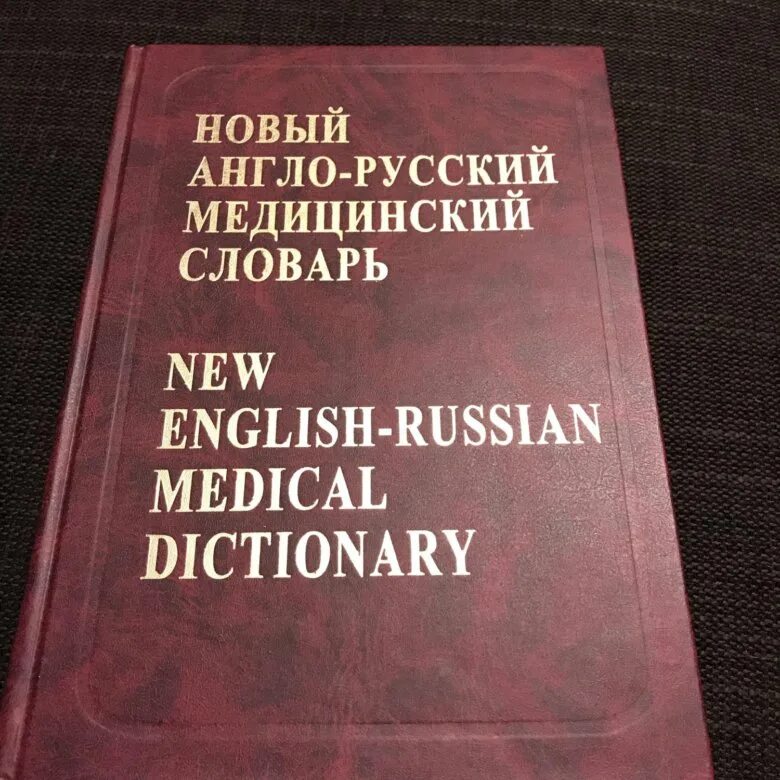 НОВЫЙ
АНГЛО-РУССКИЙ
МЕДИЦИНСКИЙ
СЛОВАРЬ
NEW
ENGLISH-RUSSIAN
MEDICAL
DICTIONARY